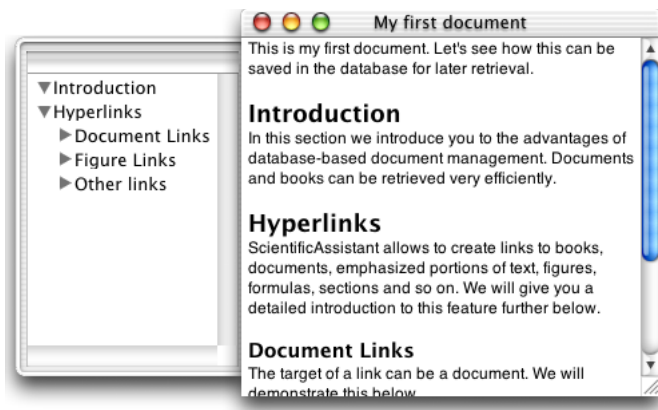 My first document
This is my first document. Let's see how this can be
saved in the database for later retrieval.
Introduction
Hyperlinks
Document Links
Figure Links
Other links
Introduction
In this section we introduce you to the advantages of
database-based document management. Documents
and books can be retrieved very efficiently.
Hyperlinks
ScientificAssistant allows to create links to books,
documents, emphasized portions of text, figures,
formulas, sections and so on. We will give you a
detailed introduction to this feature further below.
Document Links
The target of a link can be a document. We will
demonstrate this below